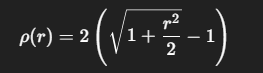 ρ(r) = 2 ( √(1 + r²/2) − 1 )